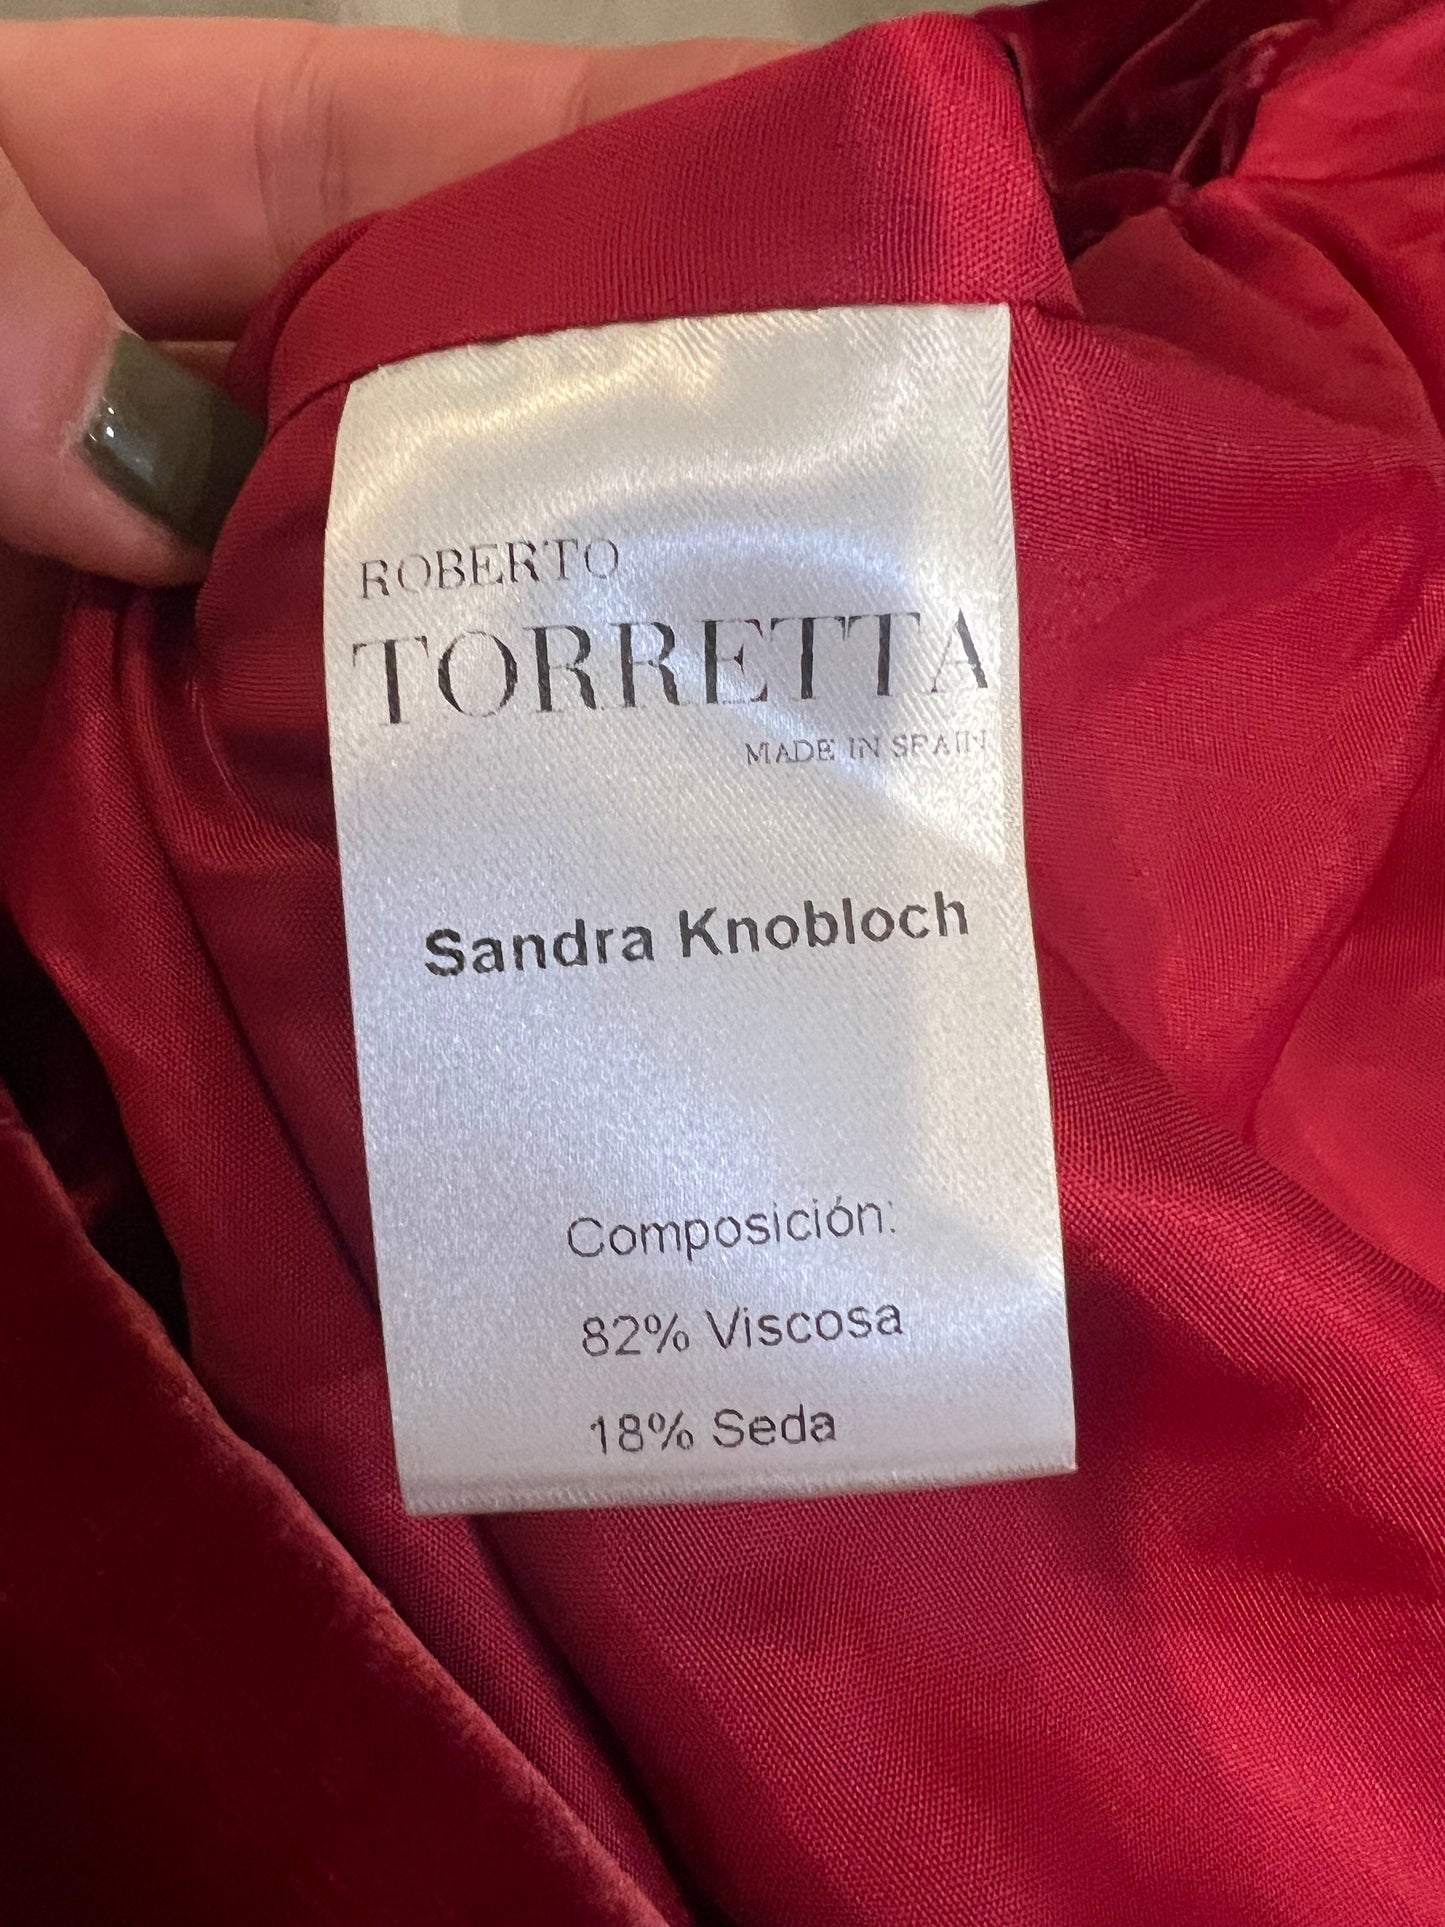 ROBERTO
TORRETTA
MADE IN SPAIN
Sandra Knobloch
Composición:
82% Viscosa
18% Seda